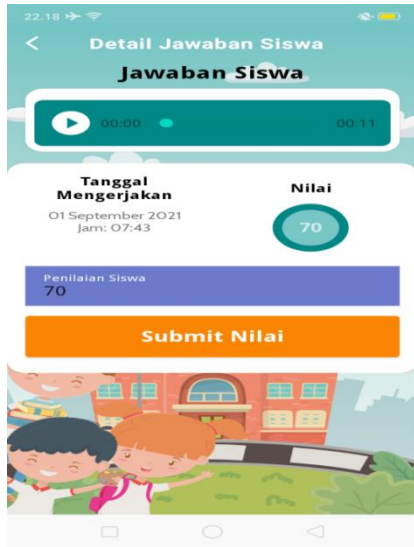 22.18
Detail Jawaban Siswa
Jawaban Siswa
00:00
00:11
Tanggal
Mengerjakan
Nilai
01 September 2021
Jam: 07:43
70
Penilaian Siswa
70
Submit Nilai